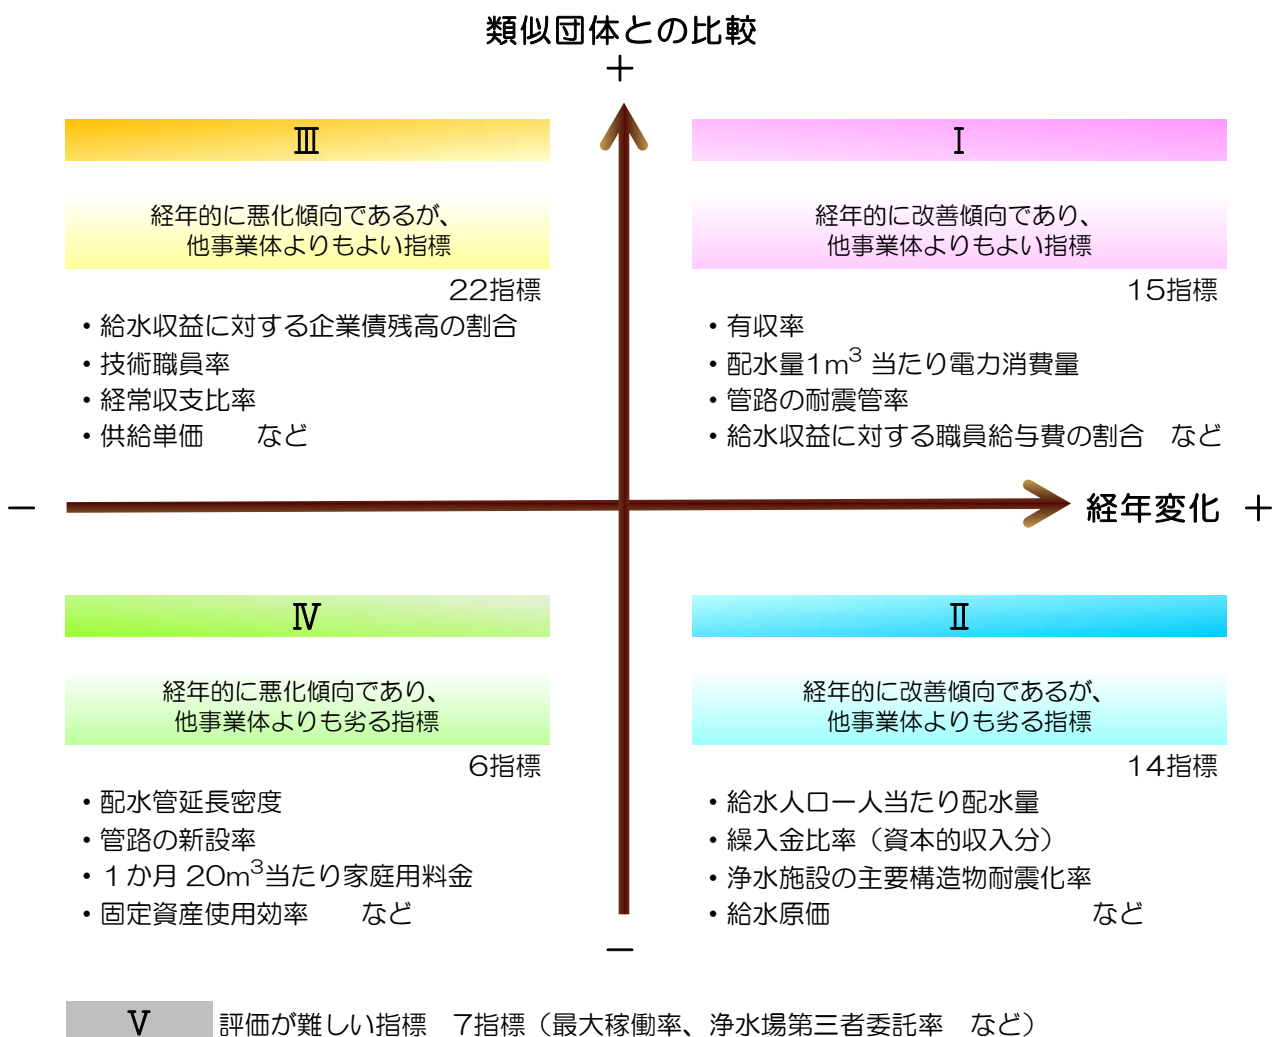 類似団体との比較
＋
Ⅲ
経年的に悪化傾向であるが、
他事業体よりもよい指標
22指標
・給水収益に対する企業債残高の割合
・技術職員率
・経常収支比率
・供給単価　　など
Ⅰ
経年的に改善傾向であり、
他事業体よりもよい指標
15指標
・有収率
・配水量1m³ 当たり電力消費量
・管路の耐震管率
・給水収益に対する職員給与費の割合　など
－
経年変化　＋
Ⅳ
経年的に悪化傾向であり、
他事業体よりも劣る指標
6指標
・配水管延長密度
・管路の新設率
・１か月 20m³当たり家庭用料金
・固定資産使用効率　　など
Ⅱ
経年的に改善傾向であるが、
他事業体よりも劣る指標
14指標
・給水人口一人当たり配水量
・繰入金比率（資本的収入分）
・浄水施設の主要構造物耐震化率
・給水原価　　　　　　　　　　など
－
Ⅴ　評価が難しい指標　7指標（最大稼働率、浄水場第三者委託率　など）